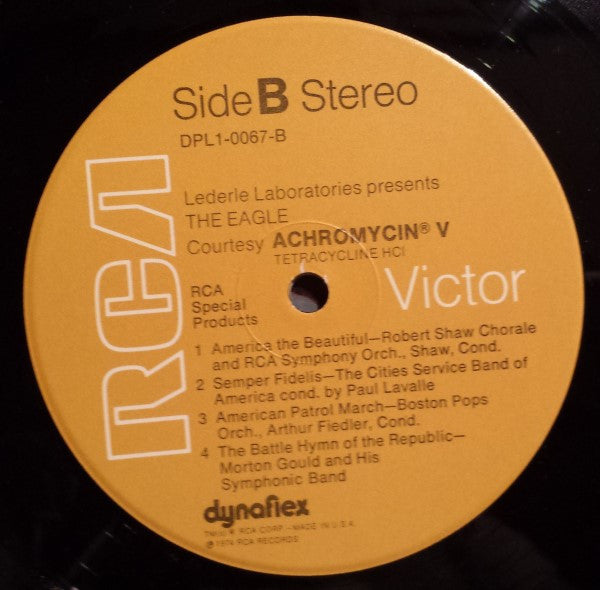 Side B Stereo
DPL1-0067-B
Lederle Laboratories presents
THE EAGLE
Courtesy ACHROMYCIN® V
TETRACYCLINE HCl
RCA
Victor
RCA
Special
Products
1 America the Beautiful—Robert Shaw Chorale
and RCA Symphony Orch., Shaw, Cond.
2 Semper Fidelis—The Cities Service Band of
America cond. by Paul Lavalle
3 American Patrol March—Boston Pops
Orch., Arthur Fiedler, Cond.
4 The Battle Hymn of the Republic—
Morton Gould and His
Symphonic Band
dynaflex
RCA CORP.—MADE IN U.S.A.
RCA RECORDS